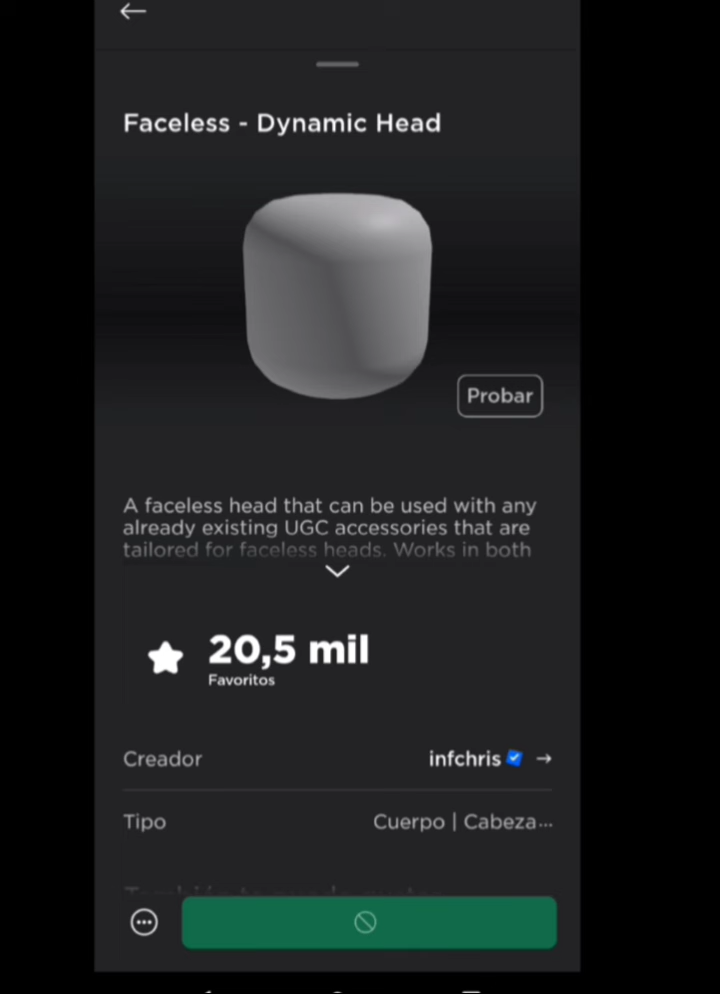 Faceless - Dynamic Head
Probar
A faceless head that can be used with any
already existing UGC accessories that are
tailored for faceless heads. Works in both
20,5 mil
Favoritos
Creador
infchris
Tipo
Cuerpo | Cabeza...